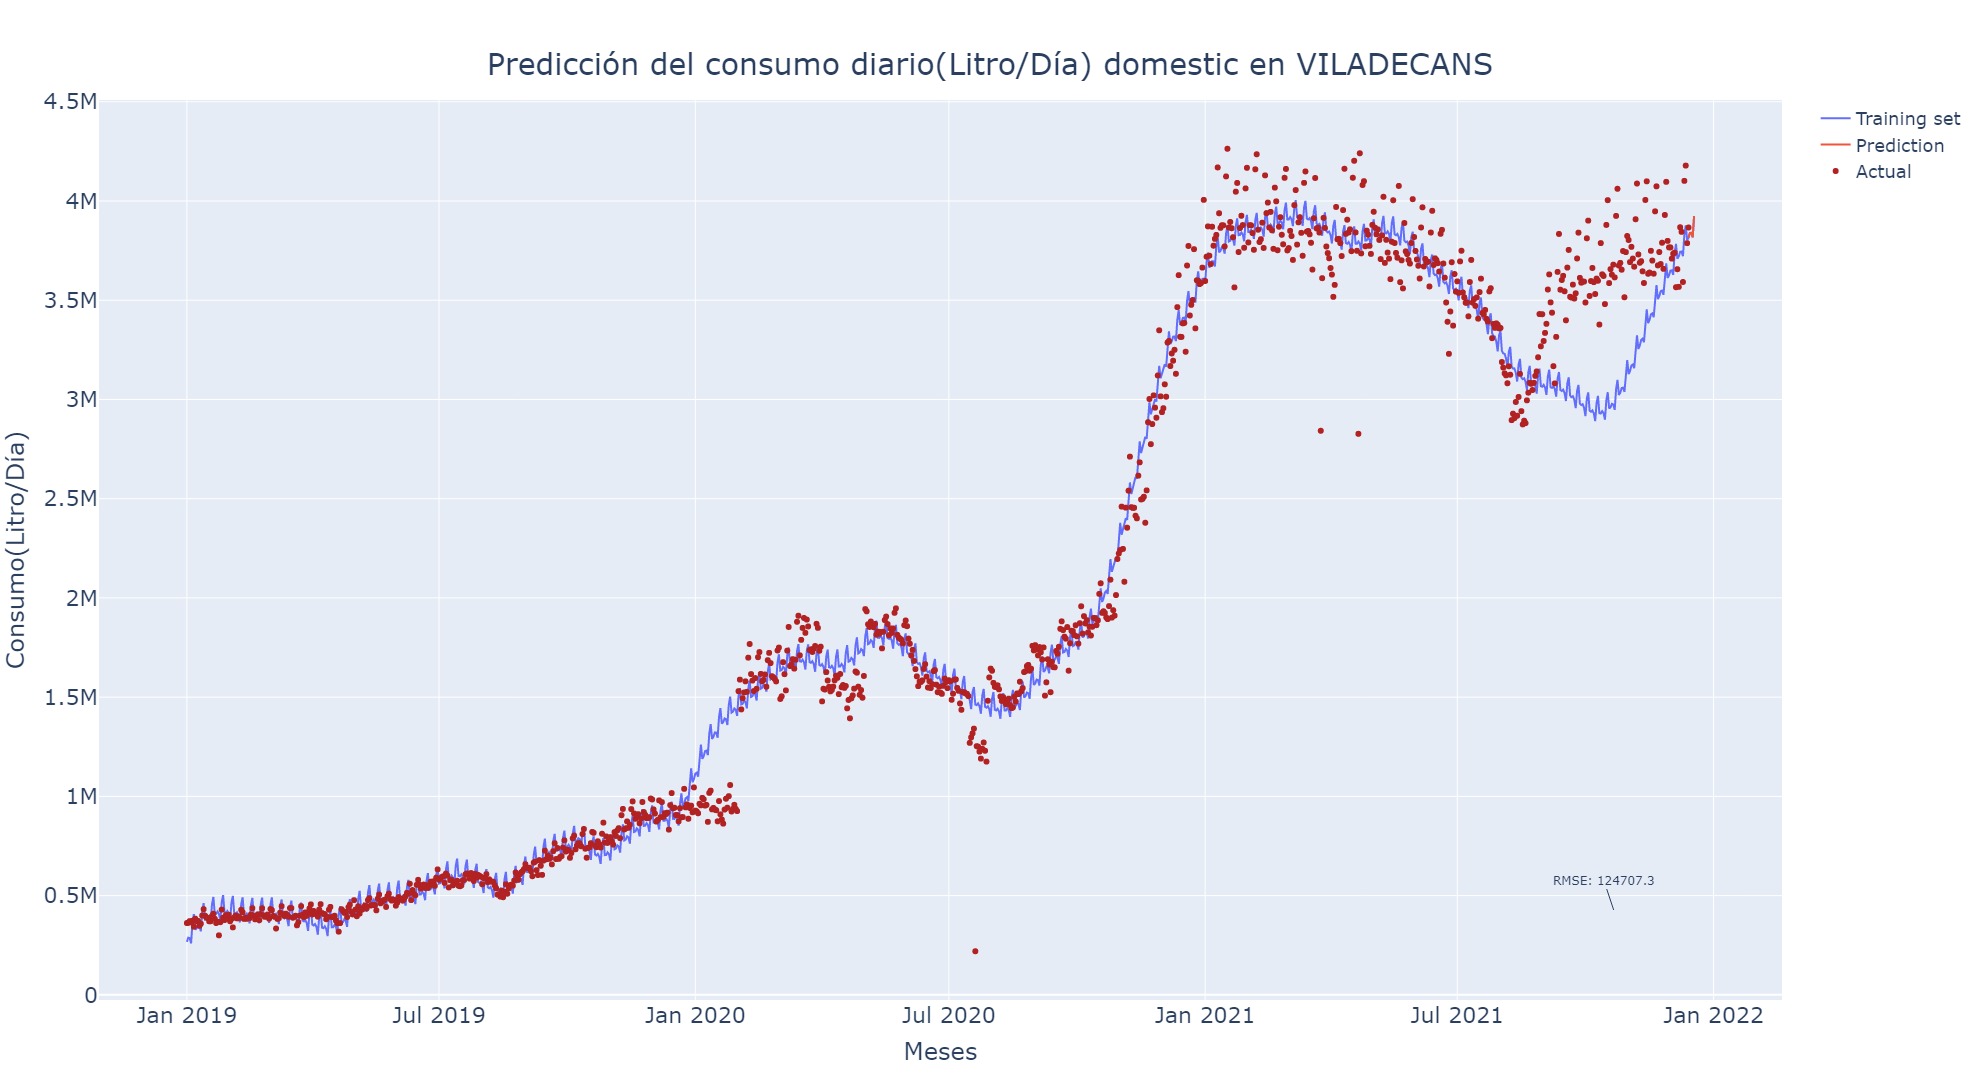 Predicción del consumo diario(Litro/Día) domestic en VILADECANS
4.5M
4M
3.5M
3M
2.5M
2M
1.5M
1M
0.5M
0
Consumo(Litro/Día)
Training set
Prediction
Actual
RMSE: 124707.3
Jan 2019
Jul 2019
Jan 2020
Jul 2020
Jan 2021
Jul 2021
Jan 2022
Meses